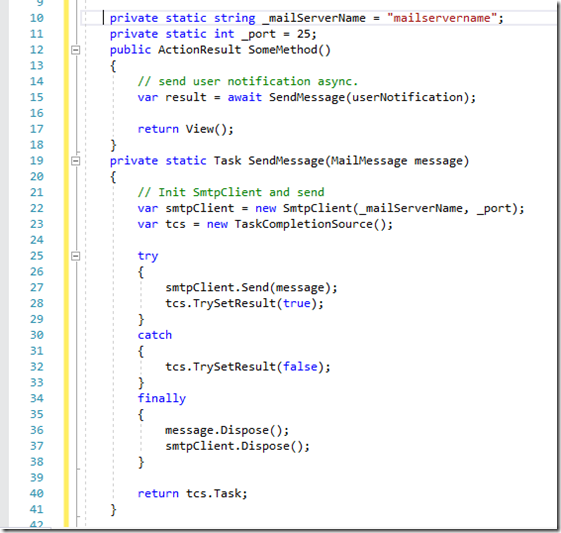 9
10 private static string _mailServerName = "mailservername";
11 private static int _port = 25;
12 public ActionResult SomeMethod()
13 {
14 // send user notification async.
15 var result = await SendMessage(userNotification);
16
17 return View();
18 }
19 private static Task SendMessage(MailMessage message)
20 {
21 // Init SmtpClient and send
22 var smtpClient = new SmtpClient(_mailServerName, _port);
23 var tcs = new TaskCompletionSource();
24
25 try
26 {
27 smtpClient.Send(message);
28 tcs.TrySetResult(true);
29 }
30 catch
31 {
32 tcs.TrySetResult(false);
33 }
34 finally
35 {
36 message.Dispose();
37 smtpClient.Dispose();
38 }
39
40 return tcs.Task;
41 }
42